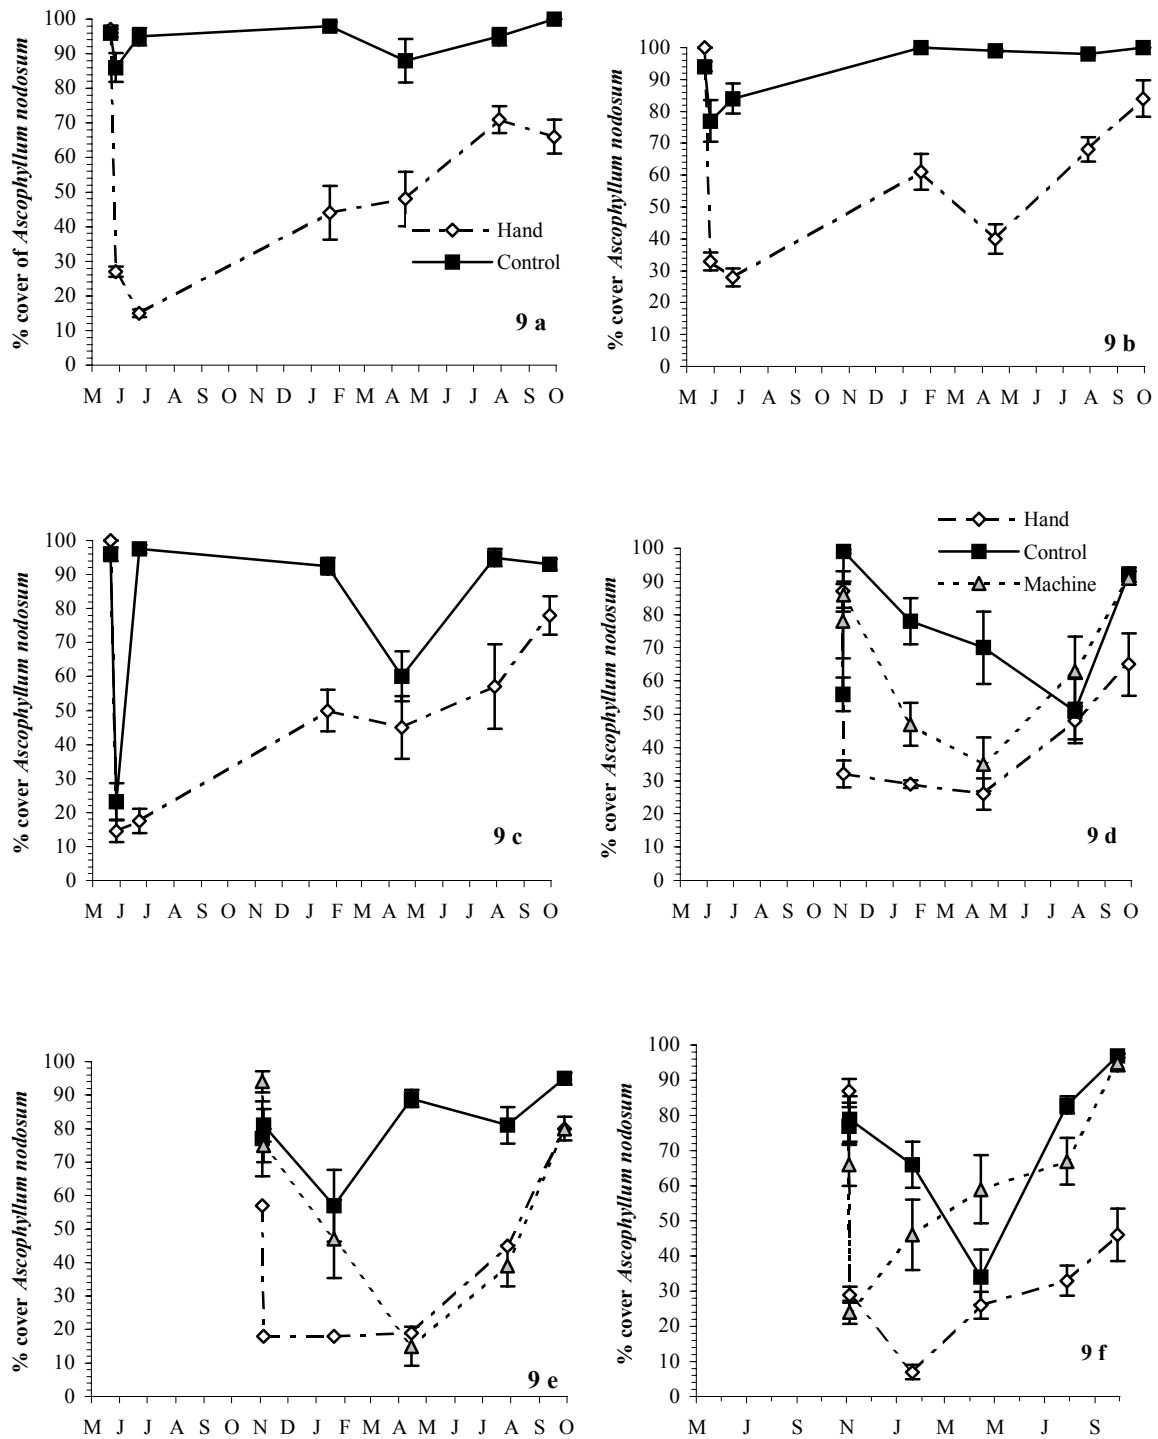 100
90
80
70
60
50
40
30
20
10
0
% cover of Ascophyllum nodosum
Hand
Control
9 a
M J J A S O N D J F M A M J J A S O
100
90
80
70
60
50
40
30
20
10
0
% cover Ascophyllum nodosum
9 b
M J J A S O N D J F M A M J J A S O
100
90
80
70
60
50
40
30
20
10
0
% cover Ascophyllum nodosum
9 c
M J J A S O N D J F M A M J J A S O
Hand
Control
Machine
100
90
80
70
60
50
40
30
20
10
0
% cover Ascophyllum nodosum
9 d
M J J A S O N D J F M A M J J A S O
100
90
80
70
60
50
40
30
20
10
0
% cover Ascophyllum nodosum
9 e
M J J A S O N D J F M A M J J A S O
100
90
80
70
60
50
40
30
20
10
0
% cover Ascophyllum nodosum
9 f
M J S N J M M J S